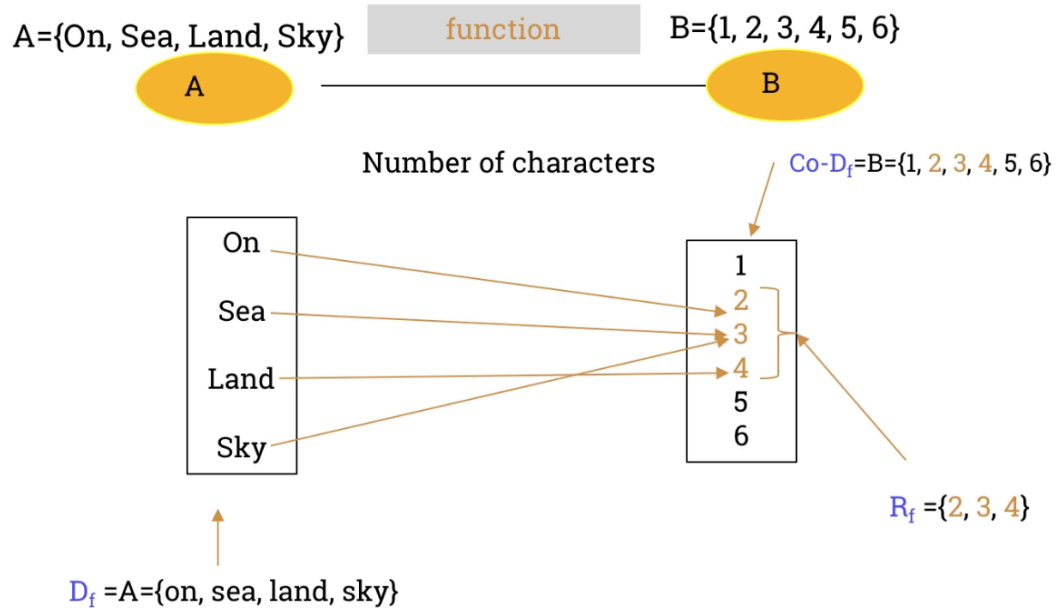 A={On, Sea, Land, Sky}
function
B={1, 2, 3, 4, 5, 6}
A
B
Number of characters
Co-Df=B={1, 2, 3, 4, 5, 6}
On
Sea
Land
Sky
1
2
3
4
5
6
Rf ={2, 3, 4}
Df =A={on, sea, land, sky}